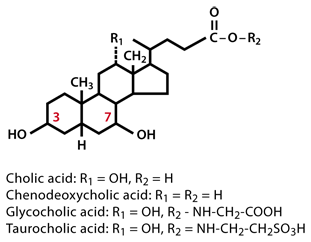 O
R₁
C–O–R₂
CH₃
CH₂
3
7
HO
OH
H
Cholic acid: R₁ = OH, R₂ = H
Chenodeoxycholic acid: R₁ = R₂ = H
Glycocholic acid: R₁ = OH, R₂ - NH-CH₂-COOH
Taurocholic acid: R₁ = OH, R₂ = NH-CH₂-CH₂SO₃H